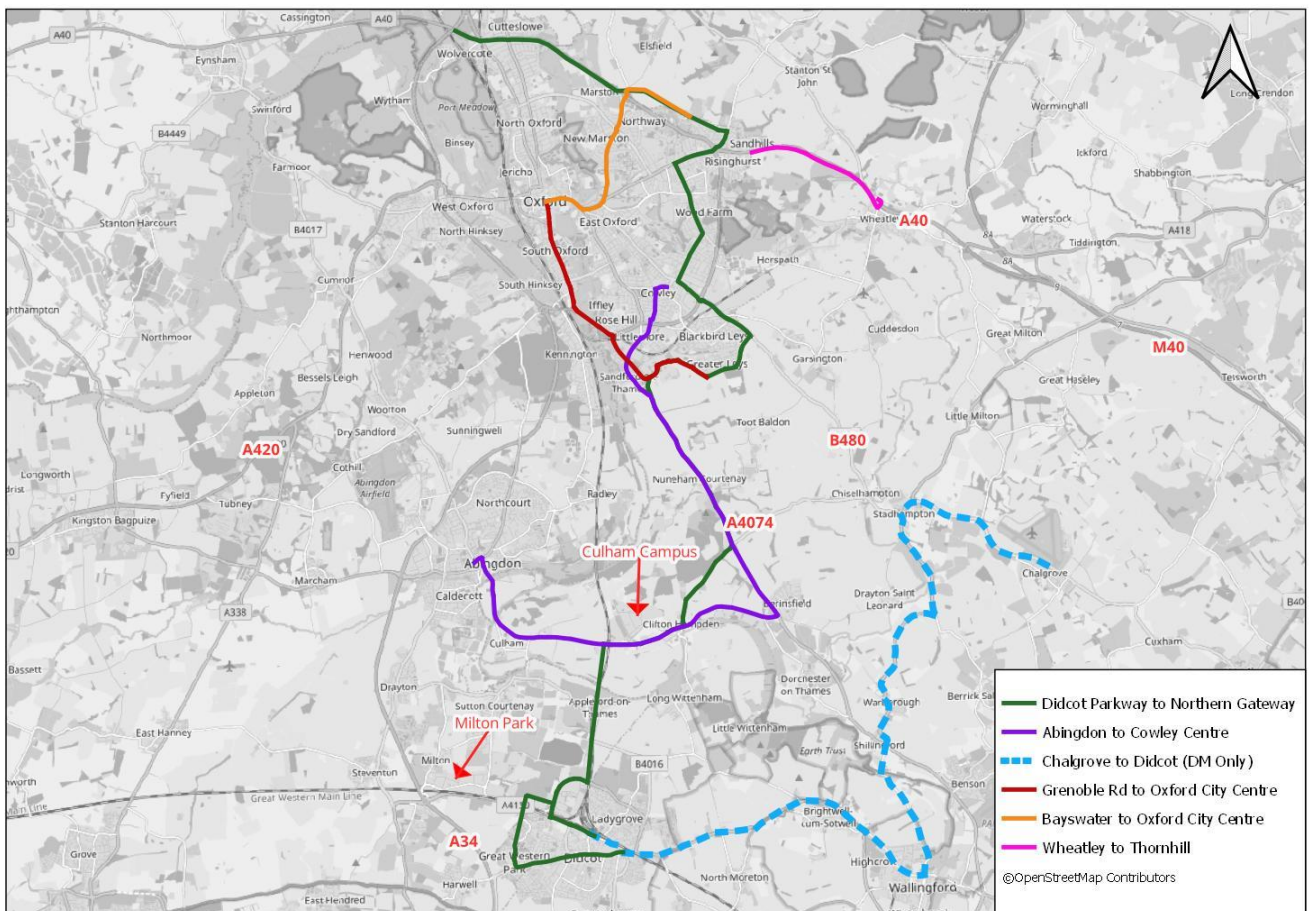 Cassington
A40
Cutteslowe
Elsfield
Wolvercote
Eynsham
Stanton St
John
Long Crendon
Marston
Wytham
Port Meadow
Swinford
Worminghall
North Oxford
Northway
B4449
Binsey
New Marston
Sandhills
Ickford
Risinghurst
Farmoor
Jericho
Shabbington
West Oxford
Oxford
Wood Farm
East Oxford
Wheatley
A40
Waterstock
Stanton Harcourt
B4017
North Hinksey
A418
Tiddington
8A
South Oxford
Horspath
8A
Cumnor
South Hinksey
Cowley
9
Iffley
Rose Hill
Cuddesdon
Great Milton
Northmoor
Littlemore
Blackbird Leys
Henwood
Kennington
Garsington
M40
Bessels Leigh
Greater Leys
Tetsworth
Appleton
Great Haseley
Wootton
Little Milton
Toot Baldon
Dry Sandford
Sunningwell
B480
A420
Cothill
Longworth
Abingdon
Airfield
Radley
Nuneham Courtenay
Fyfield
Tubney
Northcourt
Chiselhampton
Stadhampton
Kingston Bagpuize
A4074
Culham Campus
Abingdon
Chalgrove
Marcham
Caldecott
Drayton Saint
Leonard
A338
Berinsfield
Clifton Hampden
Culham
Cuxham
Bassett
Drayton
Dorchester
on Thames
Long Wittenham
Appleford-on-
Thames
Sutton Courtenay
Warborough
Milton Park
Little Wittenham
East Hanney
Earth Trust
Shillingford
Milton
B4016
Steventon
Benson
Great Western Main Line
A4130
Brightwell-
cum-Sotwell
Ladygrove
A34
Great Western
Park
Didcot
Grove
Highcroft
Harwell
North Moreton
Wallingford
East Hendred
Didcot Parkway to Northern Gateway
Abingdon to Cowley Centre
Chalgrove to Didcot (DM Only)
Grenoble Rd to Oxford City Centre
Bayswater to Oxford City Centre
Wheatley to Thornhill
©OpenStreetMap Contributors